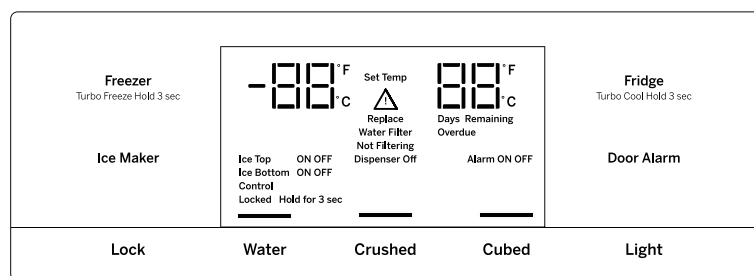 Freezer
Turbo Freeze Hold 3 sec
Ice Maker
-88 °F °C
Set Temp
!
Replace
Water Filter
Not Filtering
Dispenser Off
88 °F °C
Days Remaining
Overdue
Ice Top ON OFF
Ice Bottom ON OFF
Control
Locked Hold for 3 sec
Alarm ON OFF
Fridge
Turbo Cool Hold 3 sec
Door Alarm
Lock Water Crushed Cubed Light